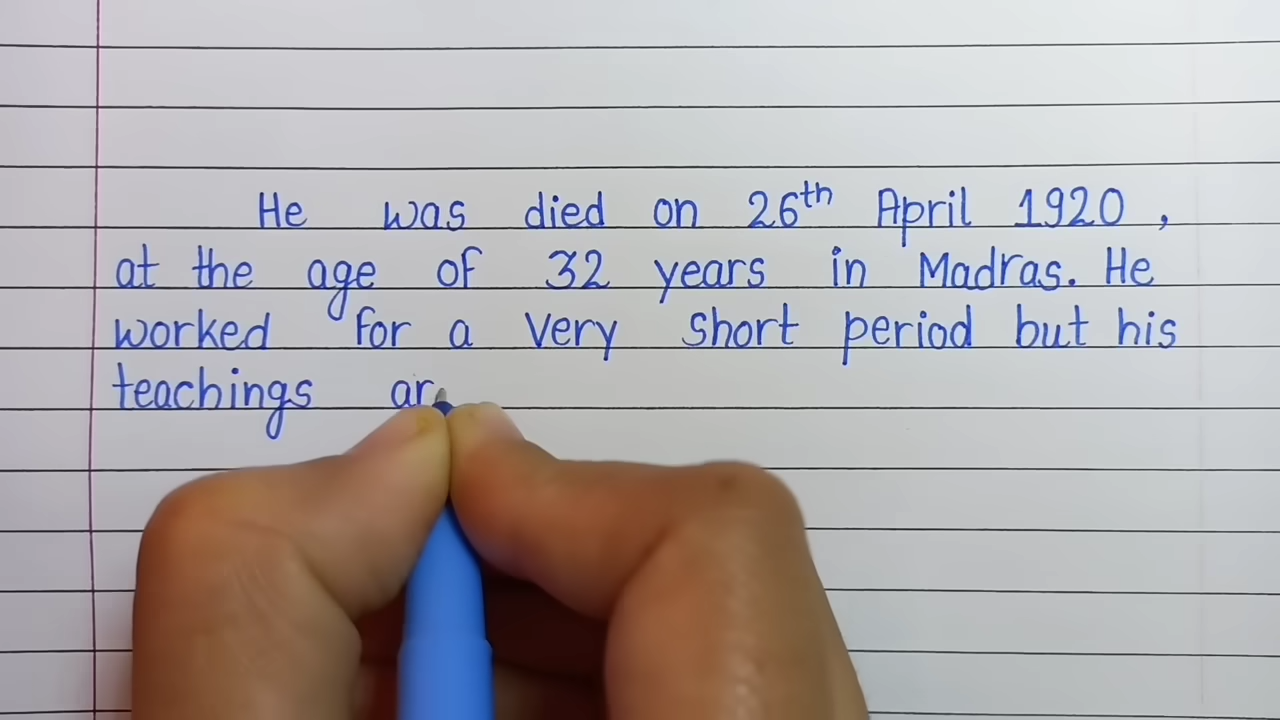 He was died on 26th April 1920,
at the age of 32 years in Madras. He
worked for a very short period but his
teachings ar